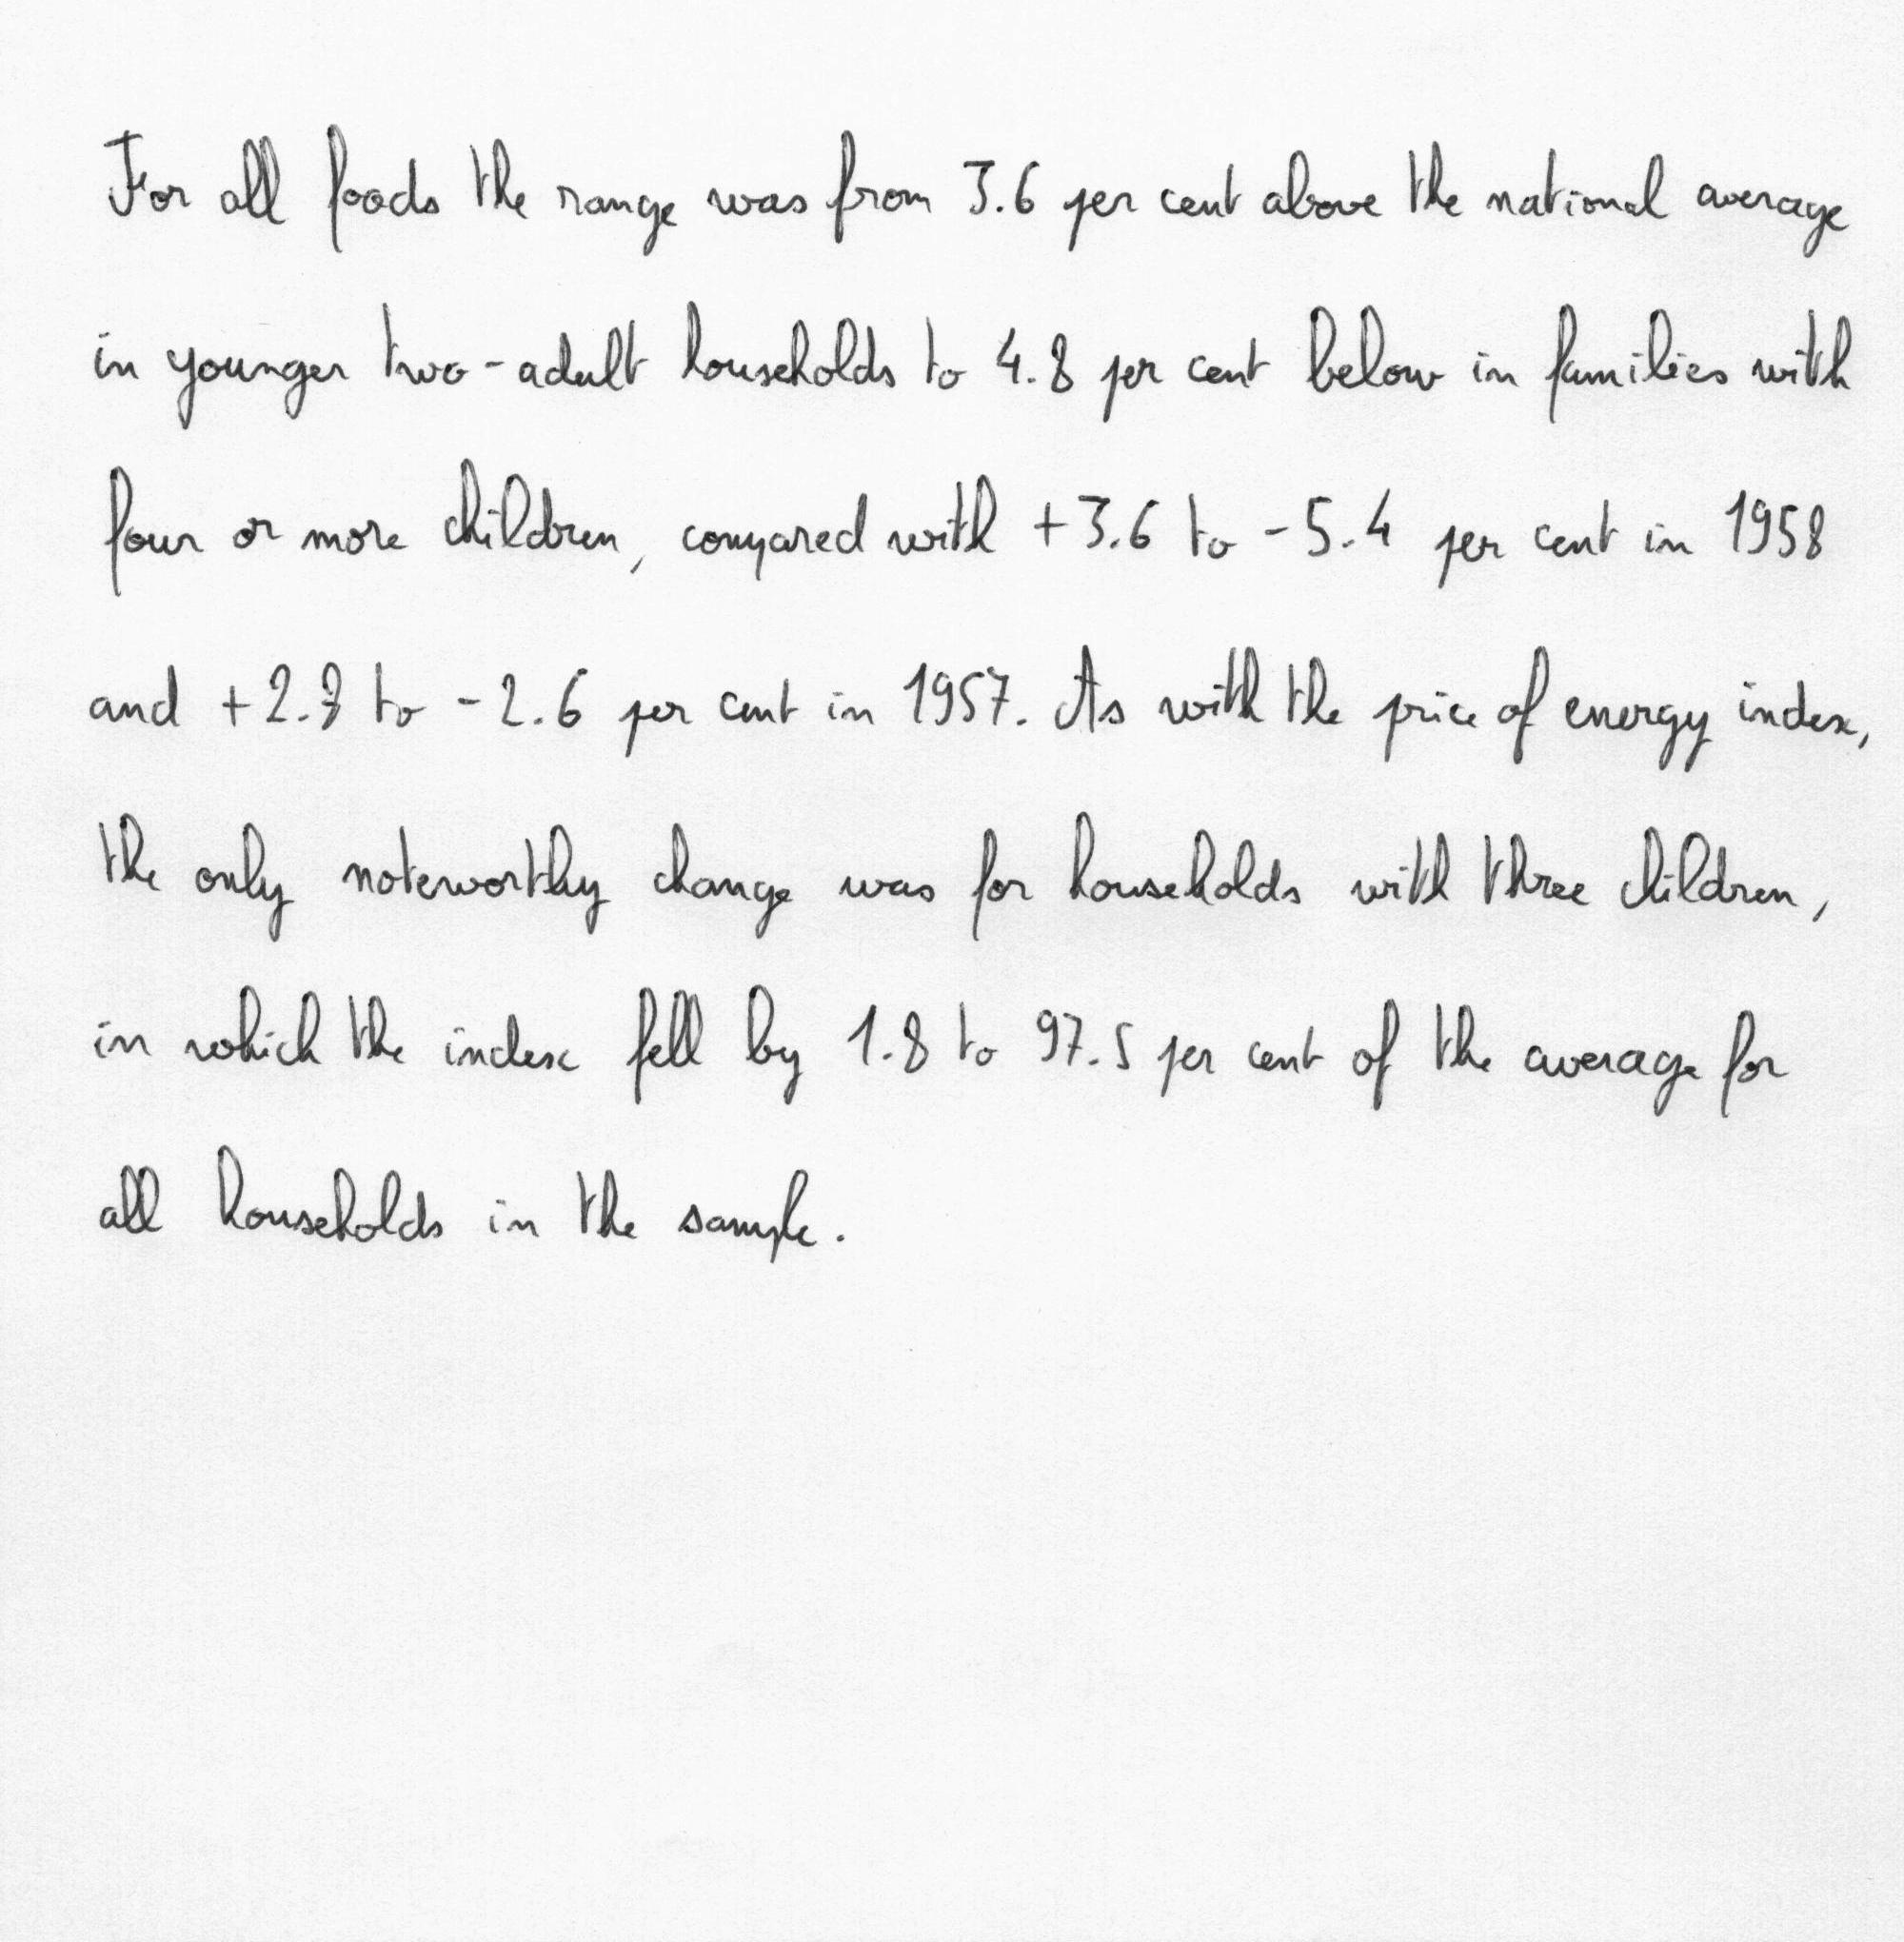 For all foods the range was from 3.6 per cent above the national average
in younger two-adult households to 4.8 per cent below in families with
four or more children, compared with +3.6 to -5.4 per cent in 1958
and +2.8 to -2.6 per cent in 1957. As with the price of energy index,
the only noteworthy change was for households with three children,
in which the index fell by 1.8 to 97.5 per cent of the average for
all households in the sample.